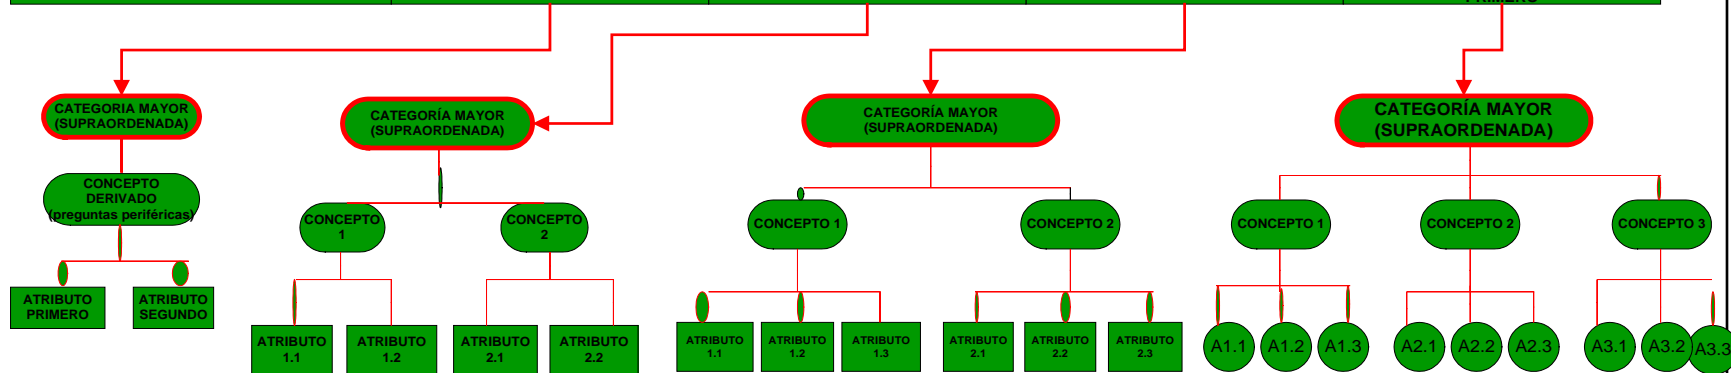 PRIMERO
CATEGORIA MAYOR
(SUPRAORDENADA)
CATEGORÍA MAYOR
(SUPRAORDENADA)
CATEGORÍA MAYOR
(SUPRAORDENADA)
CATEGORÍA MAYOR
(SUPRAORDENADA)
CONCEPTO
DERIVADO
(preguntas periféricas)
CONCEPTO
1
CONCEPTO
2
CONCEPTO 1
CONCEPTO 2
CONCEPTO 1
CONCEPTO 2
CONCEPTO 3
ATRIBUTO
PRIMERO
ATRIBUTO
SEGUNDO
ATRIBUTO
1.1
ATRIBUTO
1.2
ATRIBUTO
2.1
ATRIBUTO
2.2
ATRIBUTO
1.1
ATRIBUTO
1.2
ATRIBUTO
1.3
ATRIBUTO
2.1
ATRIBUTO
2.2
ATRIBUTO
2.3
A1.1
A1.2
A1.3
A2.1
A2.2
A2.3
A3.1
A3.2
A3.3